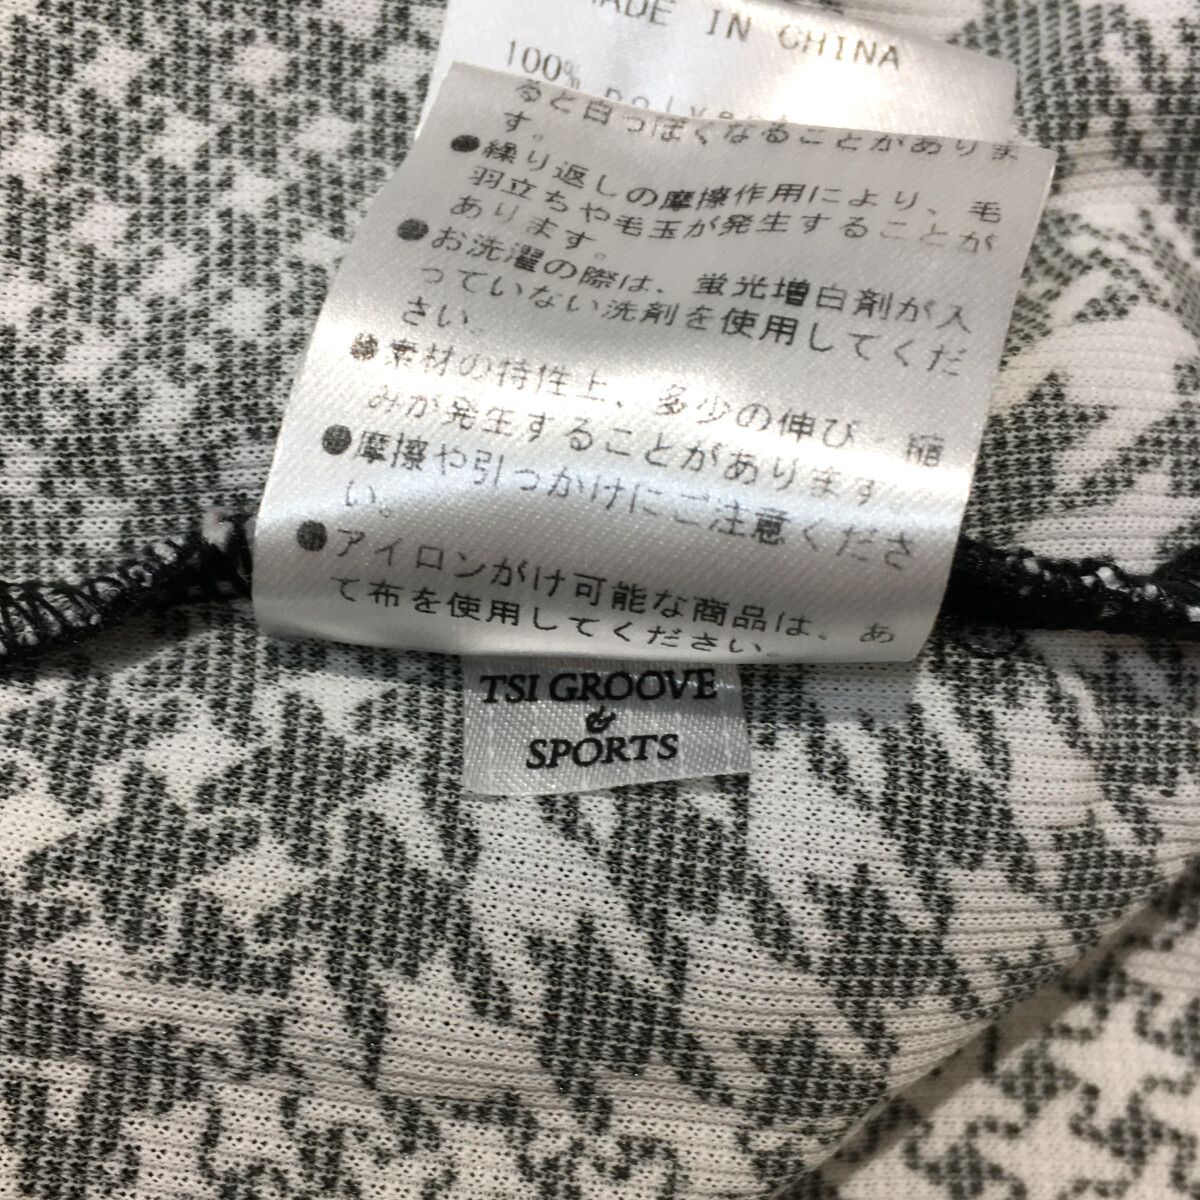 MADE IN CHINA
100% polyest
ると白っぽくなることがありま
す。
●繰り返しの摩擦作用により、毛
羽立ちや毛玉が発生することが
あります。
●お洗濯の際は、蛍光増白剤が入
っていない洗剤を使用してくだ
さい。
●素材の特性上、多少の伸び・縮
みが発生することがあります。
●摩擦や引っかけにご注意くださ
い。
●アイロンがけ可能な商品は、あ
て布を使用してください。
TSI GROOVE
&
SPORTS